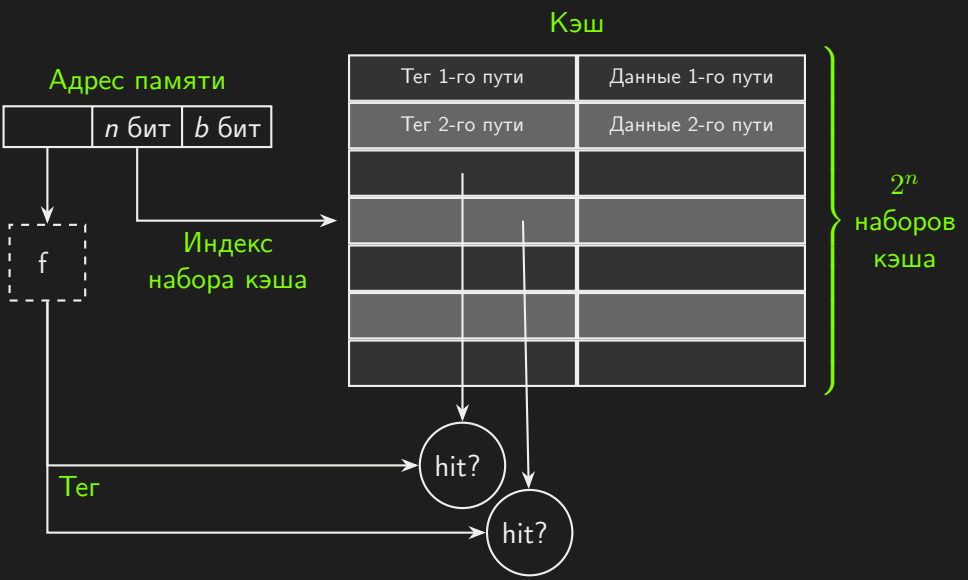 Кэш
Адрес памяти
n бит b бит
Тег 1-го пути Данные 1-го пути
Тег 2-го пути Данные 2-го пути
2^n
наборов
кэша
f
Индекс
набора кэша
hit?
Тег
hit?